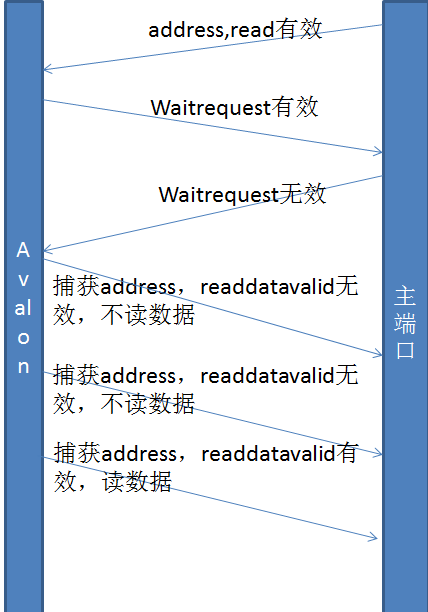 address,read有效
Waitrequest有效
Waitrequest无效
Avalon
捕获address，readdatavalid无
效，不读数据
主端口
捕获address，readdatavalid无
效，不读数据
捕获address，readdatavalid有
效，读数据